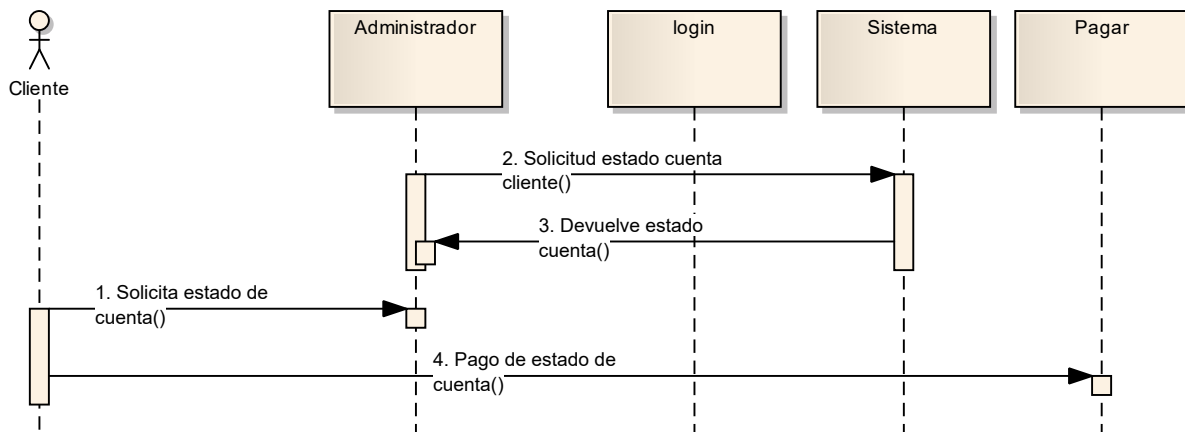 Cliente
Administrador
login
Sistema
Pagar
2. Solicitud estado cuenta
cliente()
3. Devuelve estado
cuenta()
1. Solicita estado de
cuenta()
4. Pago de estado de
cuenta()